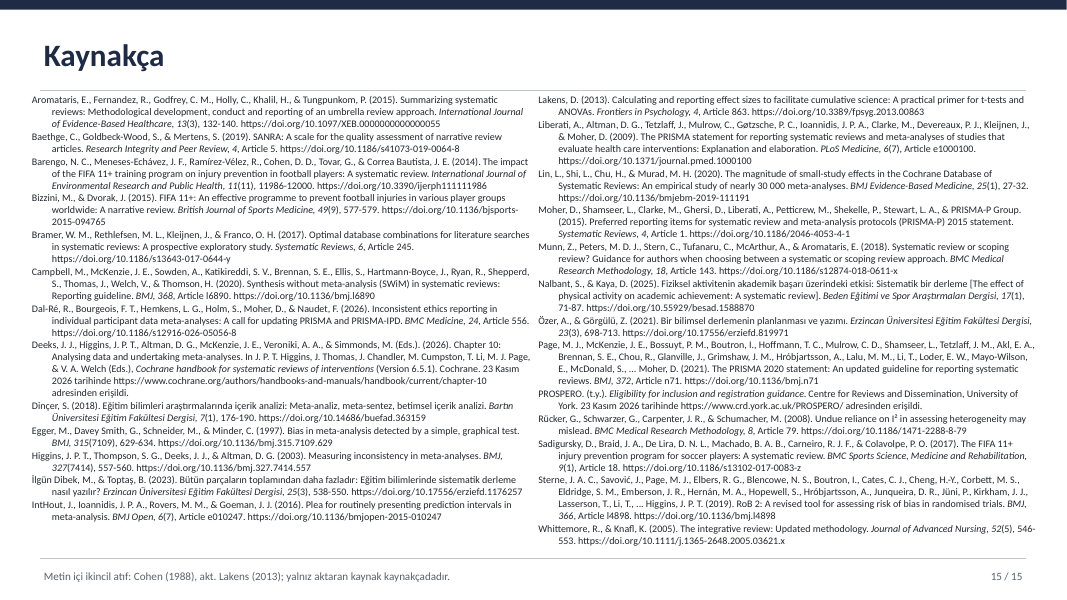 Kaynakça
Aromataris, E., Fernandez, R., Godfrey, C. M., Holly, C., Khalil, H., & Tungpunkom, P. (2015). Summarizing systematic
reviews: Methodological development, conduct and reporting of an umbrella review approach. International Journal
of Evidence-Based Healthcare, 13(3), 132-140. https://doi.org/10.1097/XEB.0000000000000055
Baethge, C., Goldbeck-Wood, S., & Mertens, S. (2019). SANRA: A scale for the quality assessment of narrative review
articles. Research Integrity and Peer Review, 4, Article 5. https://doi.org/10.1186/s41073-019-0064-8
Barengo, N. C., Meneses-Echávez, J. F., Ramírez-Vélez, R., Cohen, D. D., Tovar, G., & Correa Bautista, J. E. (2014). The impact
of the FIFA 11+ training program on injury prevention in football players: A systematic review. International Journal of
Environmental Research and Public Health, 11(11), 11986-12000. https://doi.org/10.3390/ijerph111111986
Bizzini, M., & Dvorak, J. (2015). FIFA 11+: An effective programme to prevent football injuries in various player groups
worldwide: A narrative review. British Journal of Sports Medicine, 49(9), 577-579. https://doi.org/10.1136/bjsports-
2015-094765
Bramer, W. M., Rethlefsen, M. L., Kleijnen, J., & Franco, O. H. (2017). Optimal database combinations for literature searches
in systematic reviews: A prospective exploratory study. Systematic Reviews, 6, Article 245.
https://doi.org/10.1186/s13643-017-0644-y
Campbell, M., McKenzie, J. E., Sowden, A., Katikireddi, S. V., Brennan, S. E., Ellis, S., Hartmann-Boyce, J., Ryan, R., Shepperd,
S., Thomas, J., Welch, V., & Thomson, H. (2020). Synthesis without meta-analysis (SWiM) in systematic reviews:
Reporting guideline. BMJ, 368, Article l6890. https://doi.org/10.1136/bmj.l6890
Dal-Ré, R., Bourgeois, F. T., Hemkens, L. G., Holm, S., Moher, D., & Naudet, F. (2026). Inconsistent ethics reporting in
individual participant data meta-analyses: A call for updating PRISMA and PRISMA-IPD. BMC Medicine, 24, Article 556.
https://doi.org/10.1186/s12916-026-05056-8
Deeks, J. J., Higgins, J. P. T., Altman, D. G., McKenzie, J. E., Veroniki, A. A., & Simmonds, M. (Eds.). (2026). Chapter 10:
Analysing data and undertaking meta-analyses. In J. P. T. Higgins, J. Thomas, J. Chandler, M. Cumpston, T. Li, M. J. Page,
& V. A. Welch (Eds.), Cochrane handbook for systematic reviews of interventions (Version 6.5.1). Cochrane. 23 Kasım
2026 tarihinde https://www.cochrane.org/authors/handbooks-and-manuals/handbook/current/chapter-10
adresinden erişildi.
Dinçer, S. (2018). Eğitim bilimleri araştırmalarında içerik analizi: Meta-analiz, meta-sentez, betimsel içerik analizi. Bartın
Üniversitesi Eğitim Fakültesi Dergisi, 7(1), 176-190. https://doi.org/10.14686/buefad.363159
Egger, M., Davey Smith, G., Schneider, M., & Minder, C. (1997). Bias in meta-analysis detected by a simple, graphical test.
BMJ, 315(7109), 629-634. https://doi.org/10.1136/bmj.315.7109.629
Higgins, J. P. T., Thompson, S. G., Deeks, J. J., & Altman, D. G. (2003). Measuring inconsistency in meta-analyses. BMJ,
327(7414), 557-560. https://doi.org/10.1136/bmj.327.7414.557
İlgün Dibek, M., & Toptaş, B. (2023). Bütün parçaların toplamından daha fazladır: Eğitim bilimlerinde sistematik derleme
nasıl yazılır? Erzincan Üniversitesi Eğitim Fakültesi Dergisi, 25(3), 538-550. https://doi.org/10.17556/erziefd.1176257
IntHout, J., Ioannidis, J. P. A., Rovers, M. M., & Goeman, J. J. (2016). Plea for routinely presenting prediction intervals in
meta-analysis. BMJ Open, 6(7), Article e010247. https://doi.org/10.1136/bmjopen-2015-010247
Lakens, D. (2013). Calculating and reporting effect sizes to facilitate cumulative science: A practical primer for t-tests and
ANOVAs. Frontiers in Psychology, 4, Article 863. https://doi.org/10.3389/fpsyg.2013.00863
Liberati, A., Altman, D. G., Tetzlaff, J., Mulrow, C., Gøtzsche, P. C., Ioannidis, J. P. A., Clarke, M., Devereaux, P. J., Kleijnen, J.,
& Moher, D. (2009). The PRISMA statement for reporting systematic reviews and meta-analyses of studies that
evaluate health care interventions: Explanation and elaboration. PLoS Medicine, 6(7), Article e1000100.
https://doi.org/10.1371/journal.pmed.1000100
Lin, L., Shi, L., Chu, H., & Murad, M. H. (2020). The magnitude of small-study effects in the Cochrane Database of
Systematic Reviews: An empirical study of nearly 30 000 meta-analyses. BMJ Evidence-Based Medicine, 25(1), 27-32.
https://doi.org/10.1136/bmjebm-2019-111191
Moher, D., Shamseer, L., Clarke, M., Ghersi, D., Liberati, A., Petticrew, M., Shekelle, P., Stewart, L. A., & PRISMA-P Group.
(2015). Preferred reporting items for systematic review and meta-analysis protocols (PRISMA-P) 2015 statement.
Systematic Reviews, 4, Article 1. https://doi.org/10.1186/2046-4053-4-1
Munn, Z., Peters, M. D. J., Stern, C., Tufanaru, C., McArthur, A., & Aromataris, E. (2018). Systematic review or scoping
review? Guidance for authors when choosing between a systematic or scoping review approach. BMC Medical
Research Methodology, 18, Article 143. https://doi.org/10.1186/s12874-018-0611-x
Nalbant, S., & Kaya, D. (2025). Fiziksel aktivitenin akademik başarı üzerindeki etkisi: Sistematik bir derleme [The effect of
physical activity on academic achievement: A systematic review]. Beden Eğitimi ve Spor Araştırmaları Dergisi, 17(1),
71-87. https://doi.org/10.55929/besad.1588870
Özer, A., & Görgülü, Z. (2021). Bir bilimsel derlemenin planlanması ve yazımı. Erzincan Üniversitesi Eğitim Fakültesi Dergisi,
23(3), 698-713. https://doi.org/10.17556/erziefd.819971
Page, M. J., McKenzie, J. E., Bossuyt, P. M., Boutron, I., Hoffmann, T. C., Mulrow, C. D., Shamseer, L., Tetzlaff, J. M., Akl, E. A.,
Brennan, S. E., Chou, R., Glanville, J., Grimshaw, J. M., Hróbjartsson, A., Lalu, M. M., Li, T., Loder, E. W., Mayo-Wilson,
E., McDonald, S., ... Moher, D. (2021). The PRISMA 2020 statement: An updated guideline for reporting systematic
reviews. BMJ, 372, Article n71. https://doi.org/10.1136/bmj.n71
PROSPERO. (t.y.). Eligibility for inclusion and registration guidance. Centre for Reviews and Dissemination, University of
York. 23 Kasım 2026 tarihinde https://www.crd.york.ac.uk/PROSPERO/ adresinden erişildi.
Rücker, G., Schwarzer, G., Carpenter, J. R., & Schumacher, M. (2008). Undue reliance on I² in assessing heterogeneity may
mislead. BMC Medical Research Methodology, 8, Article 79. https://doi.org/10.1186/1471-2288-8-79
Sadigursky, D., Braid, J. A., De Lira, D. N. L., Machado, B. A. B., Carneiro, R. J. F., & Colavolpe, P. O. (2017). The FIFA 11+
injury prevention program for soccer players: A systematic review. BMC Sports Science, Medicine and Rehabilitation,
9(1), Article 18. https://doi.org/10.1186/s13102-017-0083-z
Sterne, J. A. C., Savović, J., Page, M. J., Elbers, R. G., Blencowe, N. S., Boutron, I., Cates, C. J., Cheng, H.-Y., Corbett, M. S.,
Eldridge, S. M., Emberson, J. R., Hernán, M. A., Hopewell, S., Hróbjartsson, A., Junqueira, D. R., Jüni, P., Kirkham, J. J.,
Lasserson, T., Li, T., ... Higgins, J. P. T. (2019). RoB 2: A revised tool for assessing risk of bias in randomised trials. BMJ,
366, Article l4898. https://doi.org/10.1136/bmj.l4898
Whittemore, R., & Knafl, K. (2005). The integrative review: Updated methodology. Journal of Advanced Nursing, 52(5), 546-
553. https://doi.org/10.1111/j.1365-2648.2005.03621.x
Metin içi ikincil atıf: Cohen (1988), akt. Lakens (2013); yalnız aktaran kaynak kaynakçadadır.
15 / 15